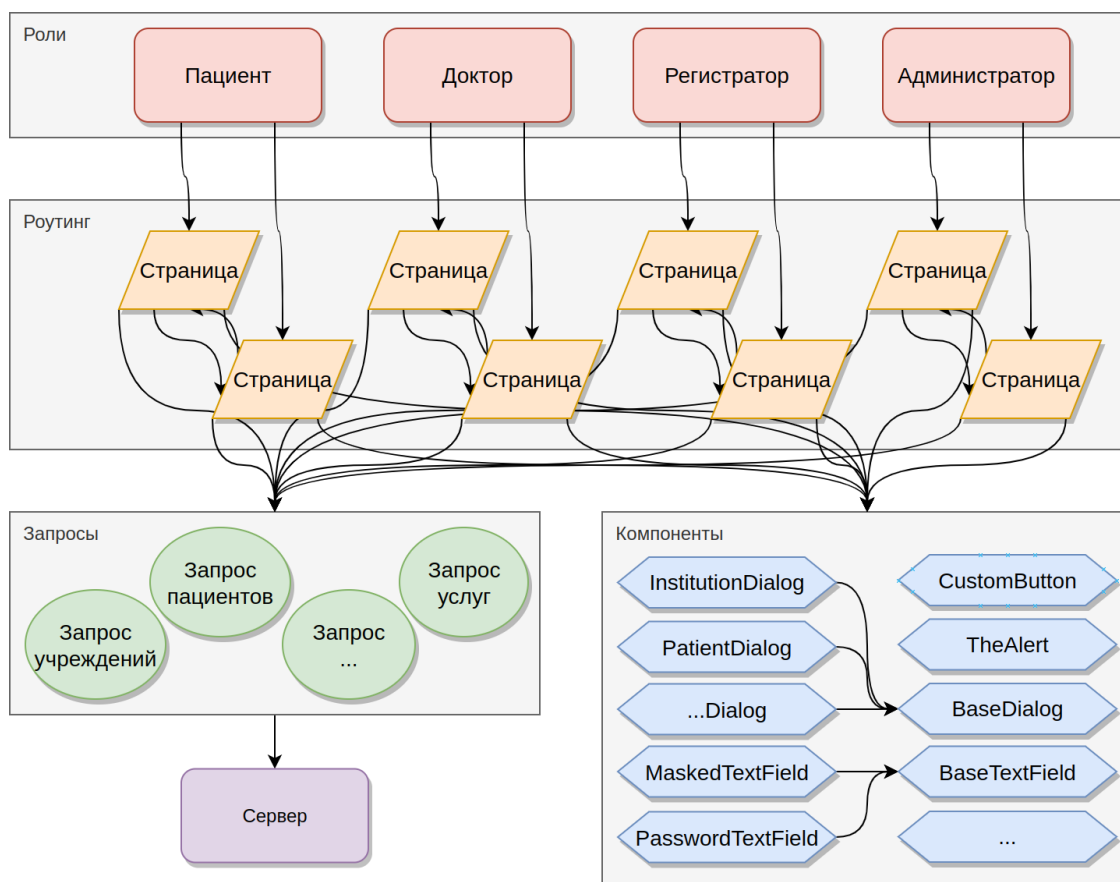 Роли
Пациент
Доктор
Регистратор
Администратор
Роутинг
Страница
Страница
Страница
Страница
Страница
Страница
Страница
Страница
Запросы
Запрос
пациентов
Запрос
услуг
Запрос
учреждений
Запрос
...
Сервер
Компоненты
InstitutionDialog
CustomButton
PatientDialog
TheAlert
...Dialog
BaseDialog
MaskedTextField
BaseTextField
PasswordTextField
...